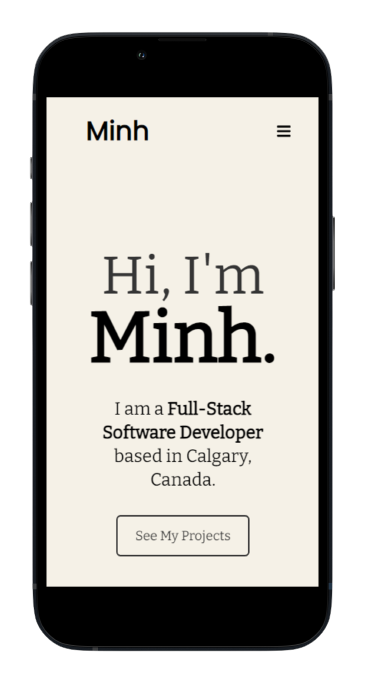 Minh
Hi, I'm
Minh.
I am a Full-Stack
Software Developer
based in Calgary,
Canada.
See My Projects